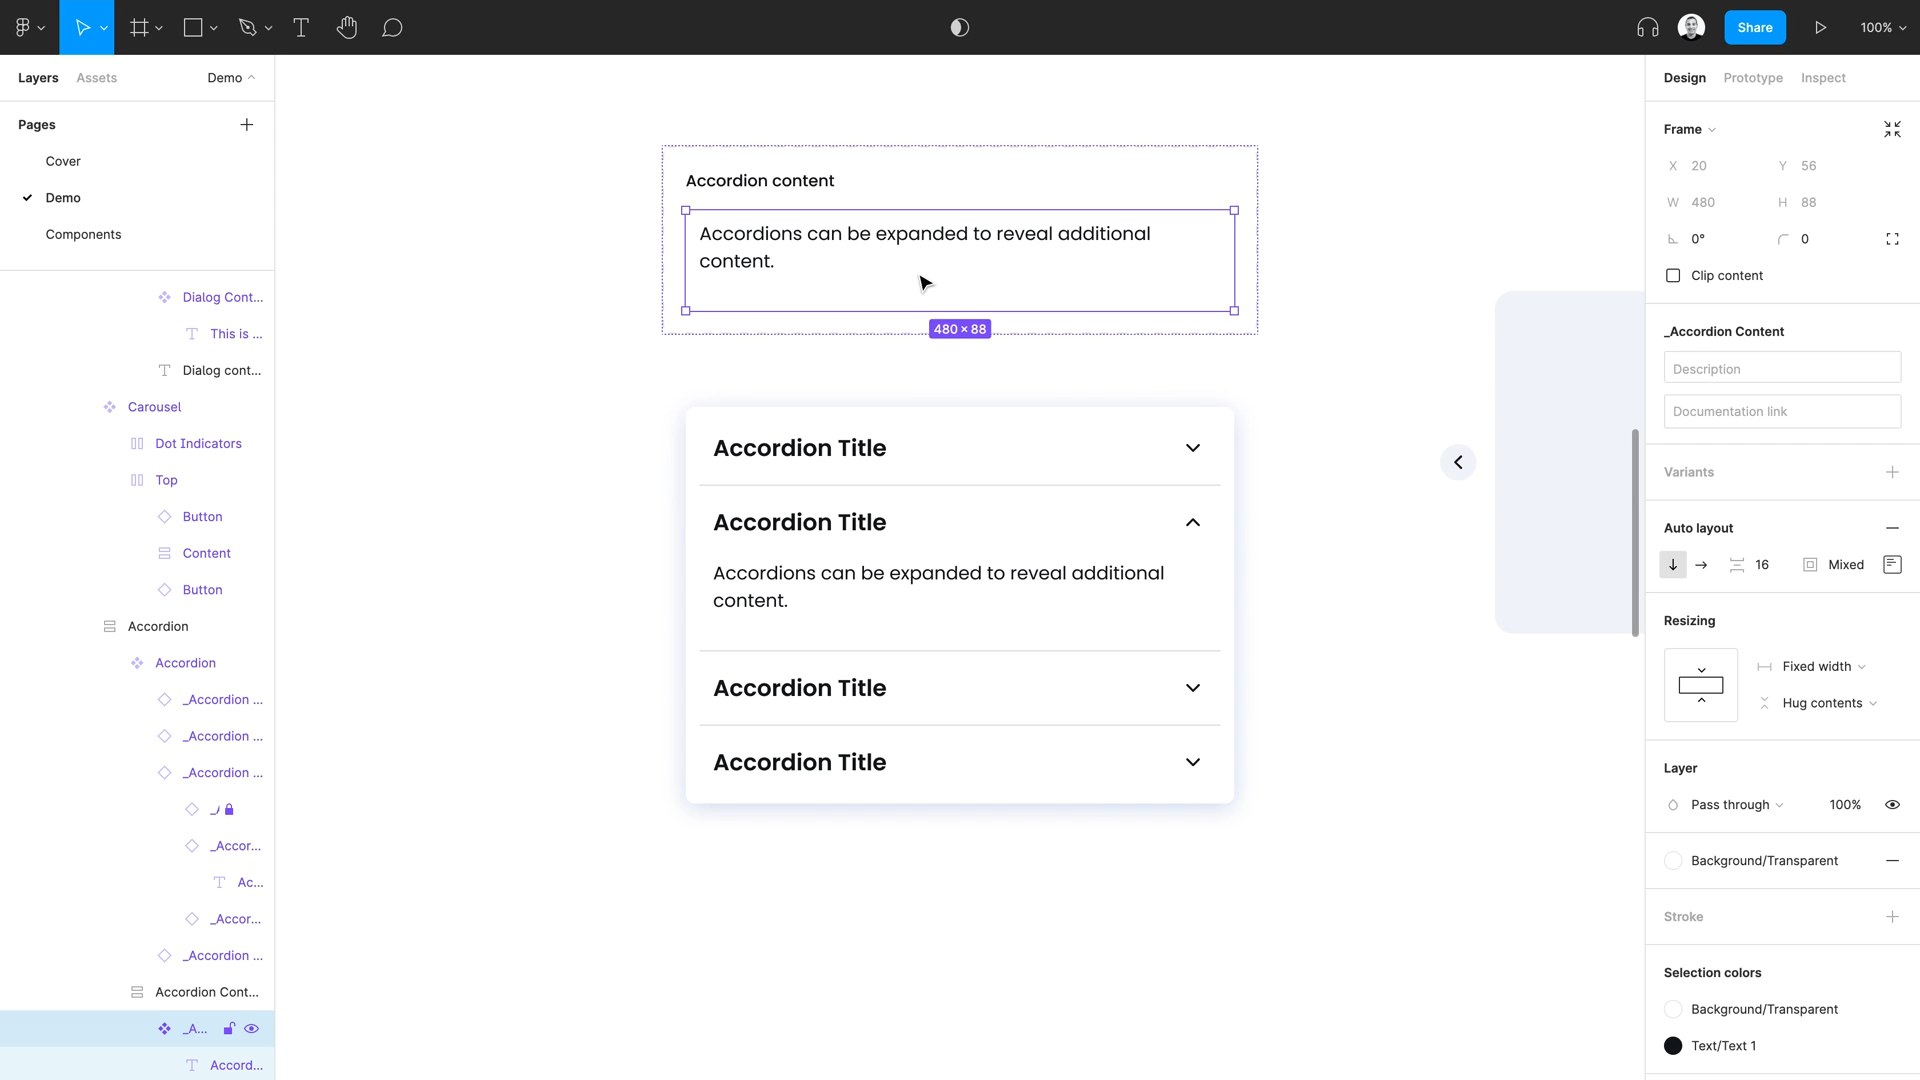 Share
100%
Layers
Assets
Demo
Pages
Cover
Demo
Components
Dialog Cont...
This is ...
Dialog cont...
Carousel
Dot Indicators
Top
Button
Content
Button
Accordion
Accordion
_Accordion ...
_Accordion ...
_Accordion ...
_Accor...
Ac...
_Accor...
_Accordion ...
Accordion Cont...
_A...
Accord...
Accordion content
Accordions can be expanded to reveal additional
content.
480 × 88
Accordion Title
Accordion Title
Accordions can be expanded to reveal additional
content.
Accordion Title
Accordion Title
Design
Prototype
Inspect
Frame
X 20
Y 56
W 480
H 88
0°
0
Clip content
_Accordion Content
Description
Documentation link
Variants
Auto layout
16
Mixed
Resizing
Fixed width
Hug contents
Layer
Pass through
100%
Background/Transparent
Stroke
Selection colors
Background/Transparent
Text/Text 1